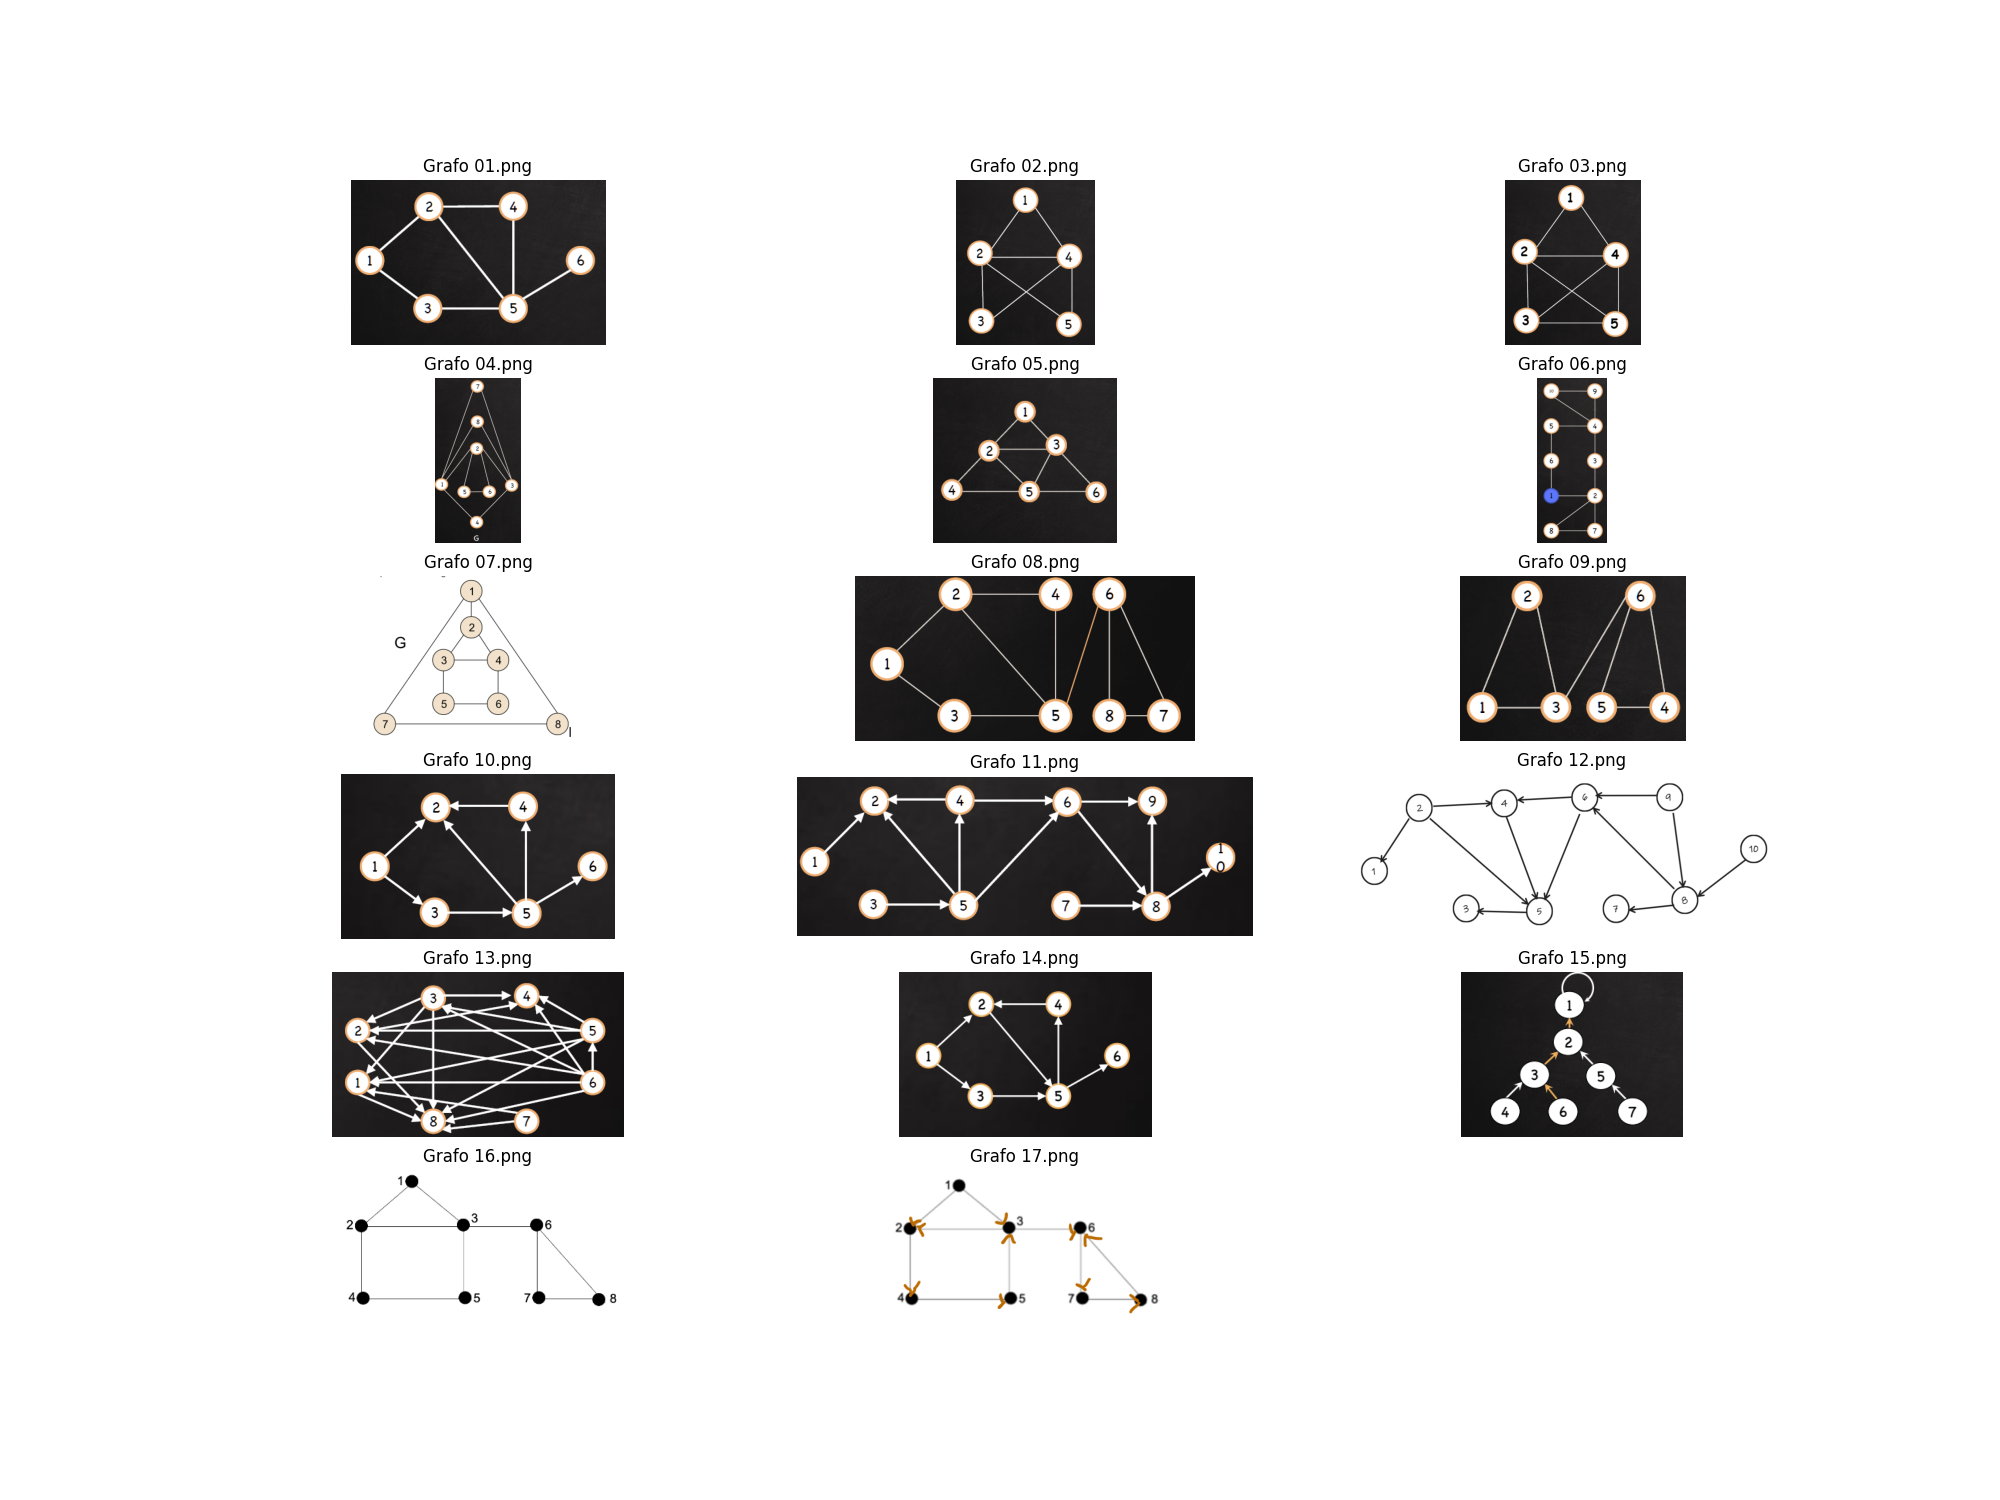 Grafo 01.png
2 4
1 6
3 5
Grafo 02.png
1
2 4
3 5
Grafo 03.png
1
2 4
3 5
Grafo 04.png
7
8
2
1 5 6 3
4
G
Grafo 05.png
1
2 3
4 5 6
Grafo 06.png
10 9
5 4
6 3
1 2
8 7
Grafo 07.png
1
2
G
3 4
5 6
7 8
Grafo 08.png
2 4 6
1
3 5 8 7
Grafo 09.png
2 6
1 3 5 4
Grafo 10.png
2 4
1 6
3 5
Grafo 11.png
2 4 6 9
1 10
3 5 7 8
Grafo 12.png
2 4 6 9
10
1
3 5 7 8
Grafo 13.png
3 4
2 5
1 6
8 7
Grafo 14.png
2 4
1 6
3 5
Grafo 15.png
1
2
3 5
4 6 7
Grafo 16.png
1
2 3 6
4 5 7 8
Grafo 17.png
1
2 3 6
4 5 7 8